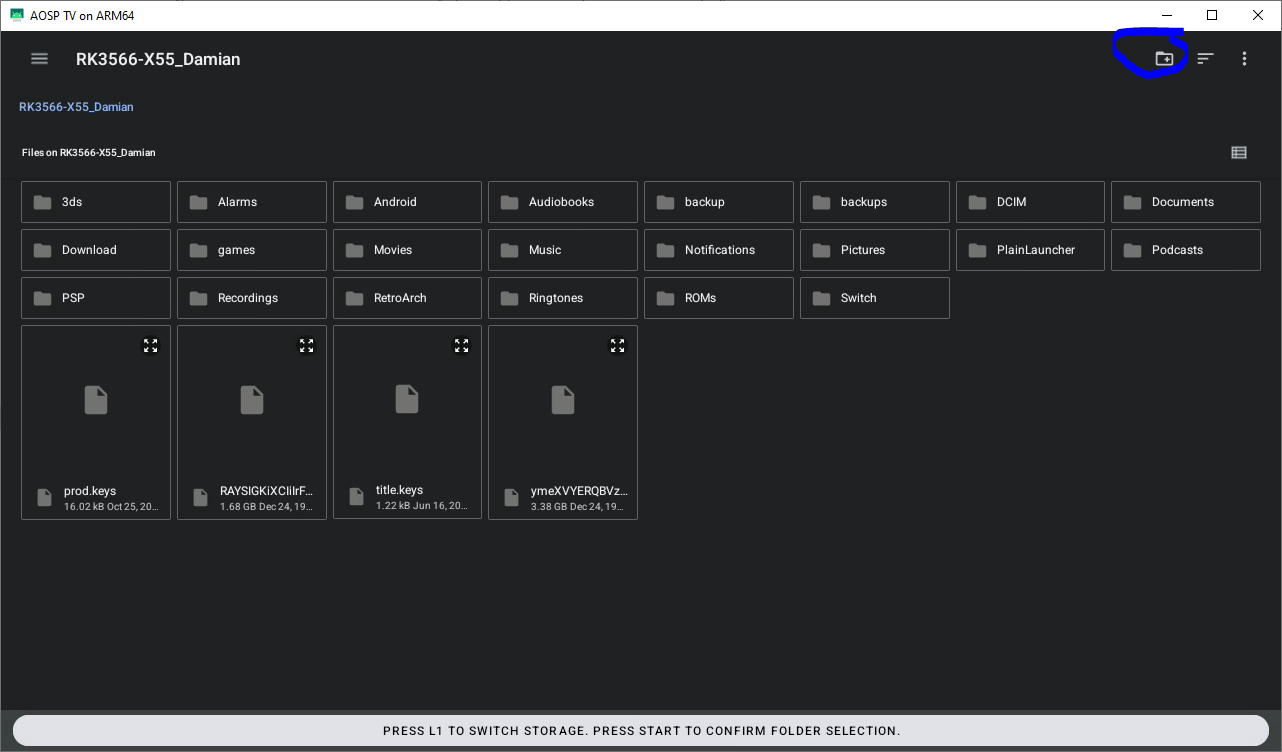 AOSP TV on ARM64
RK3566-X55_Damian
RK3566-X55_Damian
Files on RK3566-X55_Damian
3ds Alarms Android Audiobooks backup backups DCIM Documents
Download games Movies Music Notifications Pictures PlainLauncher Podcasts
PSP Recordings RetroArch Ringtones ROMs Switch
prod.keys title.keys ymeXVYERQBVz...
16.02 kB Oct 25, 20... 1.68 GB Dec 24, 19... 1.22 kB Jun 16, 20... 3.38 GB Dec 24, 19...
PRESS L1 TO SWITCH STORAGE. PRESS START TO CONFIRM FOLDER SELECTION.